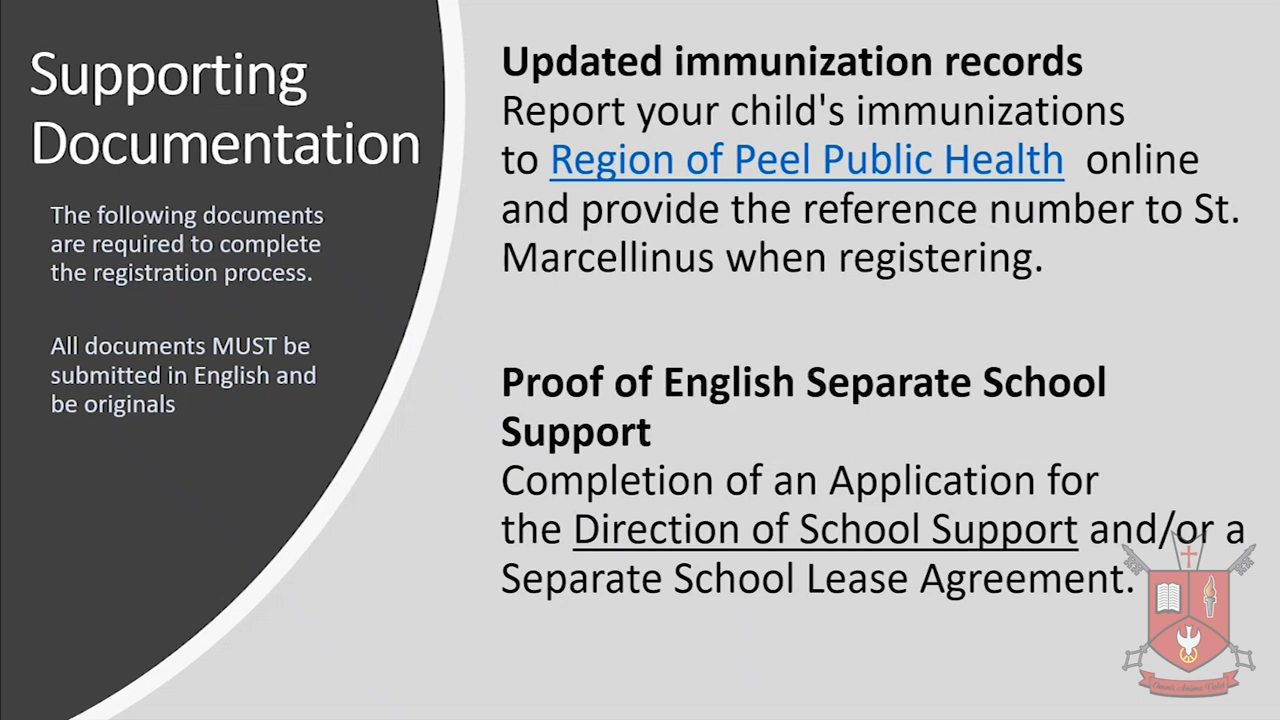 Supporting
Documentation
The following documents
are required to complete
the registration process.
All documents MUST be
submitted in English and
be originals
Updated immunization records
Report your child's immunizations
to Region of Peel Public Health online
and provide the reference number to St.
Marcellinus when registering.
Proof of English Separate School
Support
Completion of an Application for
the Direction of School Support and/or a
Separate School Lease Agreement.